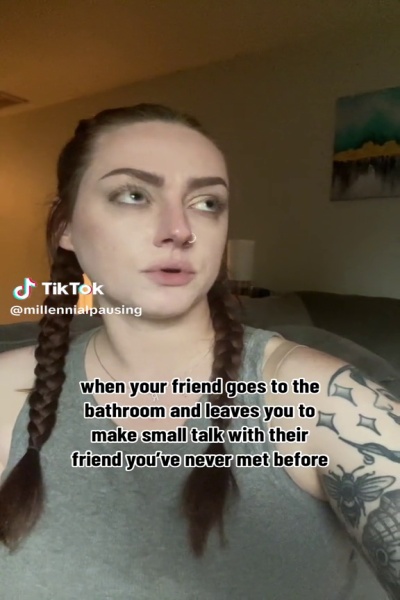 TikTok
@millennialpausing
when your friend goes to the
bathroom and leaves you to
make small talk with their
friend you've never met before